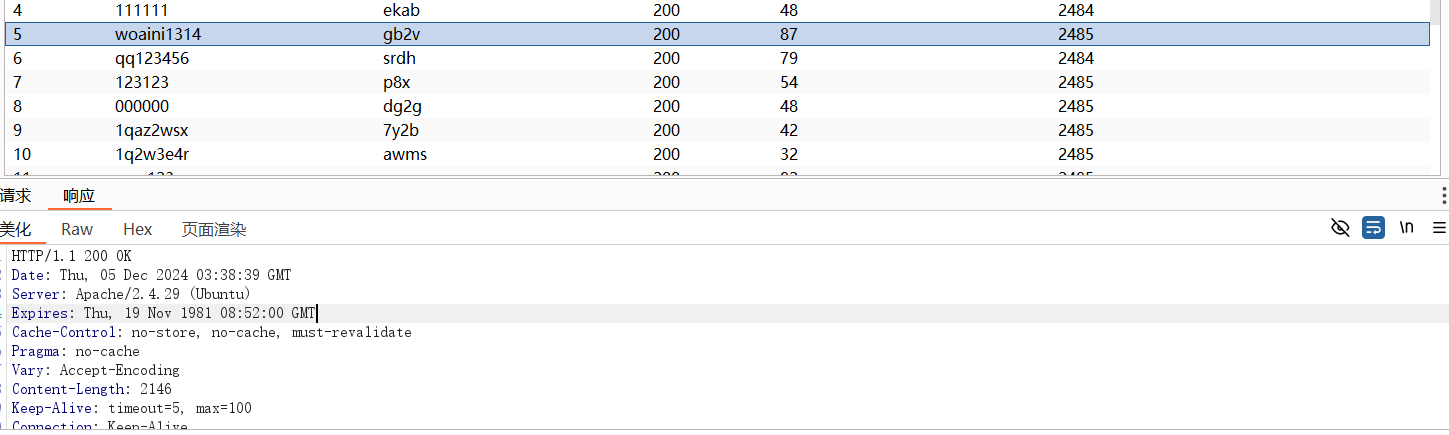 4 111111 ekab 200 48 2484
5 woaini1314 gb2v 200 87 2485
6 qq123456 srdh 200 79 2484
7 123123 p8x 200 54 2485
8 000000 dg2g 200 48 2485
9 1qaz2wsx 7y2b 200 42 2485
10 1q2w3e4r awms 200 32 2485
请求 响应
美化 Raw Hex 页面渲染 \n
HTTP/1.1 200 OK
Date: Thu, 05 Dec 2024 03:38:39 GMT
Server: Apache/2.4.29 (Ubuntu)
Expires: Thu, 19 Nov 1981 08:52:00 GMT
Cache-Control: no-store, no-cache, must-revalidate
Pragma: no-cache
Vary: Accept-Encoding
Content-Length: 2146
Keep-Alive: timeout=5, max=100
Connection: Keep-Alive